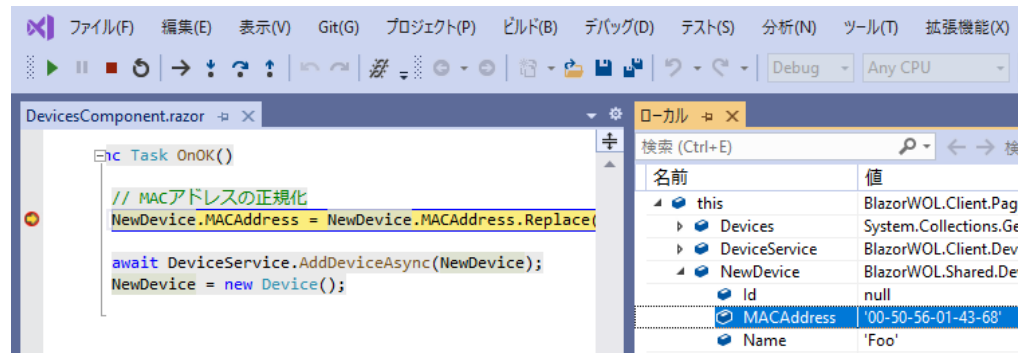 ファイル(F) 編集(E) 表示(V) Git(G) プロジェクト(P) ビルド(B) デバッグ(D) テスト(S) 分析(N) ツール(T) 拡張機能(X)
Debug Any CPU
DevicesComponent.razor
nc Task OnOK()
// MACアドレスの正規化
NewDevice.MACAddress = NewDevice.MACAddress.Replace(
await DeviceService.AddDeviceAsync(NewDevice);
NewDevice = new Device();
ローカル
検索 (Ctrl+E) 検
名前 値
this BlazorWOL.Client.Pag
Devices System.Collections.Ge
DeviceService BlazorWOL.Client.Dev
NewDevice BlazorWOL.Shared.De
Id null
MACAddress '00-50-56-01-43-68'
Name 'Foo'